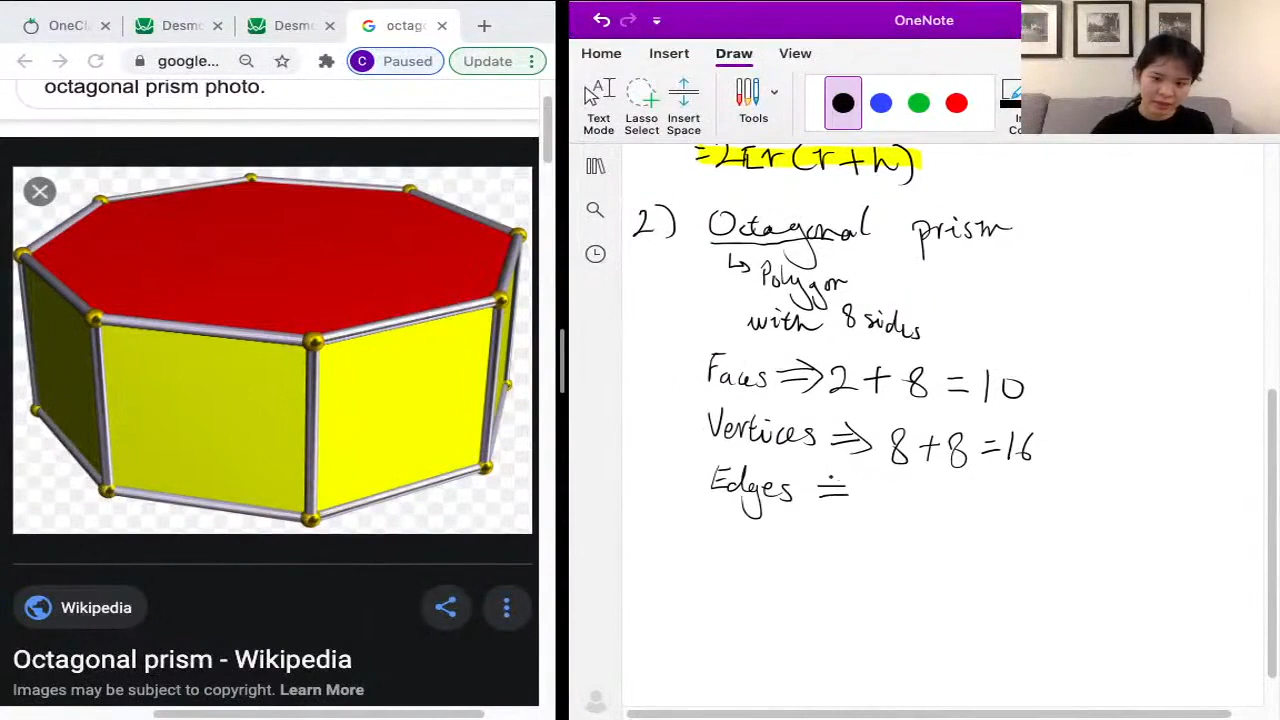 OneCl
Desm
Desm
octag
google...
C Paused
Update
octagonal prism photo.
Wikipedia
Octagonal prism - Wikipedia
Images may be subject to copyright. Learn More
OneNote
Home Insert Draw View
Text Mode
Lasso Select
Insert Space
Tools
=2πr(r+h)
2) Octagonal prism
↳ Polygon
with 8 sides
Faces ⇒ 2 + 8 = 10
Vertices ⇒ 8 + 8 = 16
Edges =